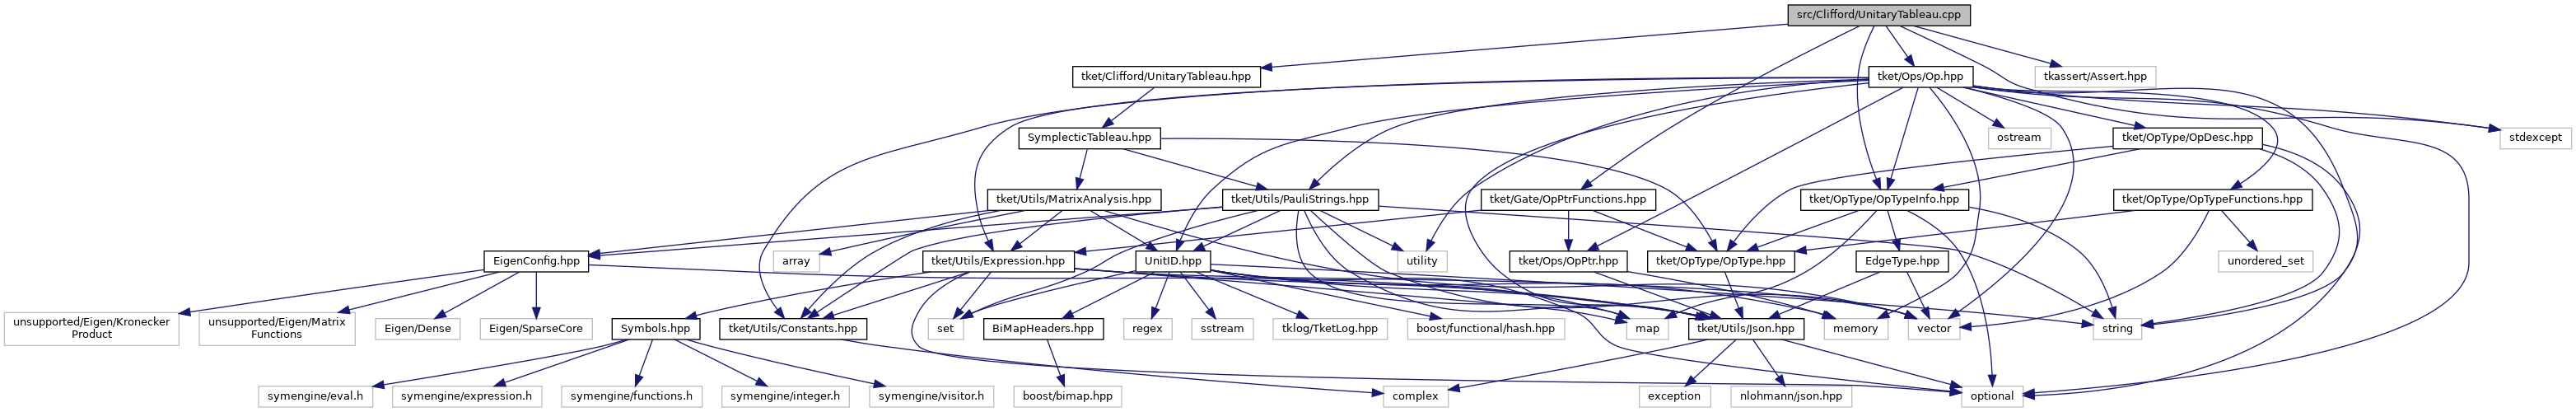 src/Clifford/UnitaryTableau.cpp
tket/Clifford/UnitaryTableau.hpp
tket/Ops/Op.hpp
tkassert/Assert.hpp
SymplecticTableau.hpp
ostream
tket/OpType/OpDesc.hpp
stdexcept
tket/Utils/MatrixAnalysis.hpp
tket/Utils/PauliStrings.hpp
tket/Gate/OpPtrFunctions.hpp
tket/OpType/OpTypeInfo.hpp
tket/OpType/OpTypeFunctions.hpp
EigenConfig.hpp
array
tket/Utils/Expression.hpp
UnitID.hpp
utility
tket/Ops/OpPtr.hpp
tket/OpType/OpType.hpp
EdgeType.hpp
unordered_set
unsupported/Eigen/Kronecker
Product
unsupported/Eigen/Matrix
Functions
Eigen/Dense
Eigen/SparseCore
Symbols.hpp
tket/Utils/Constants.hpp
set
BiMapHeaders.hpp
regex
sstream
tklog/TketLog.hpp
boost/functional/hash.hpp
map
tket/Utils/Json.hpp
memory
vector
string
symengine/eval.h
symengine/expression.h
symengine/functions.h
symengine/integer.h
symengine/visitor.h
boost/bimap.hpp
complex
exception
nlohmann/json.hpp
optional